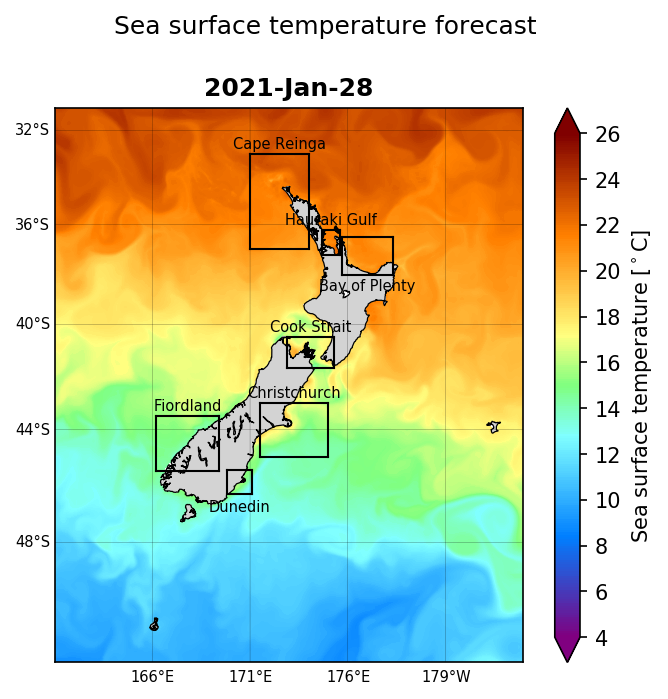 Sea surface temperature forecast
2021-Jan-28
32°S
36°S
40°S
44°S
48°S
Cape Reinga
Hauraki Gulf
Bay of Plenty
Cook Strait
Christchurch
Fiordland
Dunedin
166°E
171°E
176°E
179°W
26
24
22
20
18
16
14
12
10
8
6
4
Sea surface temperature [°C]